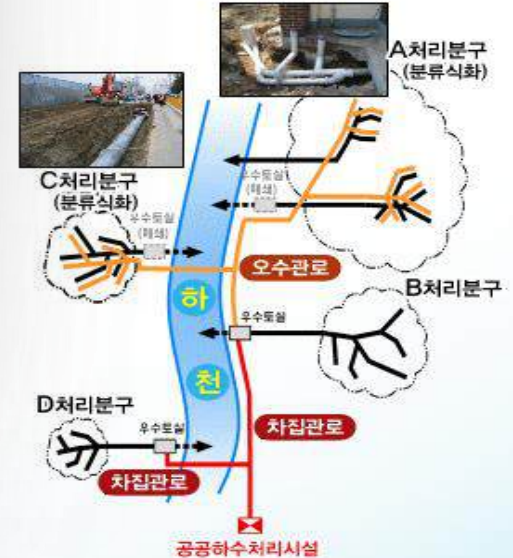 A처리분구
(분류식화)
C처리분구
(분류식화)
우수토실
(폐쇄)
우수토실
(폐쇄)
오수관로
하
천
B처리분구
우수토실
D처리분구
우수토실
차집관로
차집관로
공공하수처리시설